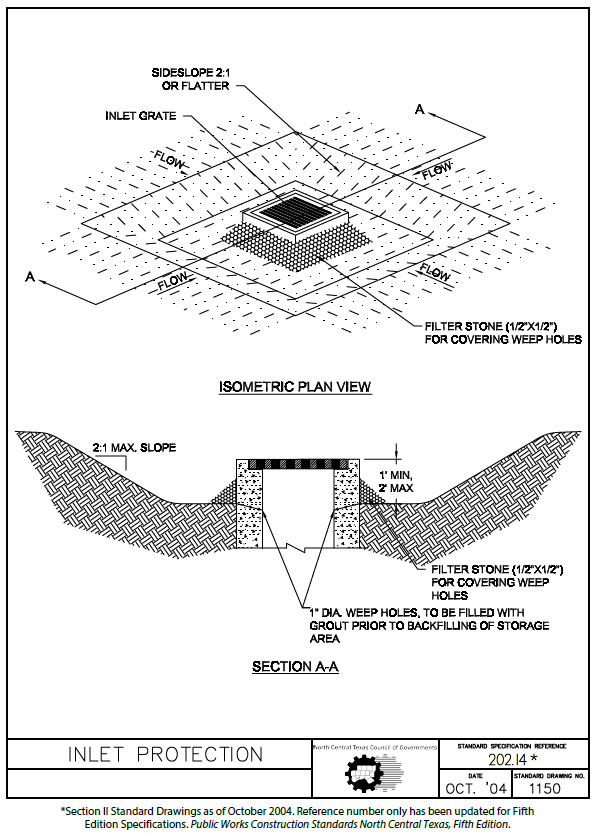 SIDESLOPE 2:1
OR FLATTER
INLET GRATE
A
FLOW
FLOW
A
FLOW
FLOW
FILTER STONE (1/2"X1/2")
FOR COVERING WEEP HOLES
ISOMETRIC PLAN VIEW
2:1 MAX. SLOPE
1' MIN,
2' MAX
FILTER STONE (1/2"X1/2")
FOR COVERING WEEP
HOLES
1" DIA. WEEP HOLES, TO BE FILLED WITH
GROUT PRIOR TO BACKFILLING OF STORAGE
AREA
SECTION A-A
INLET PROTECTION
North Central Texas Council of Governments
STANDARD SPECIFICATION REFERENCE
202.14 *
DATE
OCT. '04
STANDARD DRAWING NO.
1150
*Section II Standard Drawings as of October 2004. Reference number only has been updated for Fifth
Edition Specifications. Public Works Construction Standards North Central Texas, Fifth Edition.